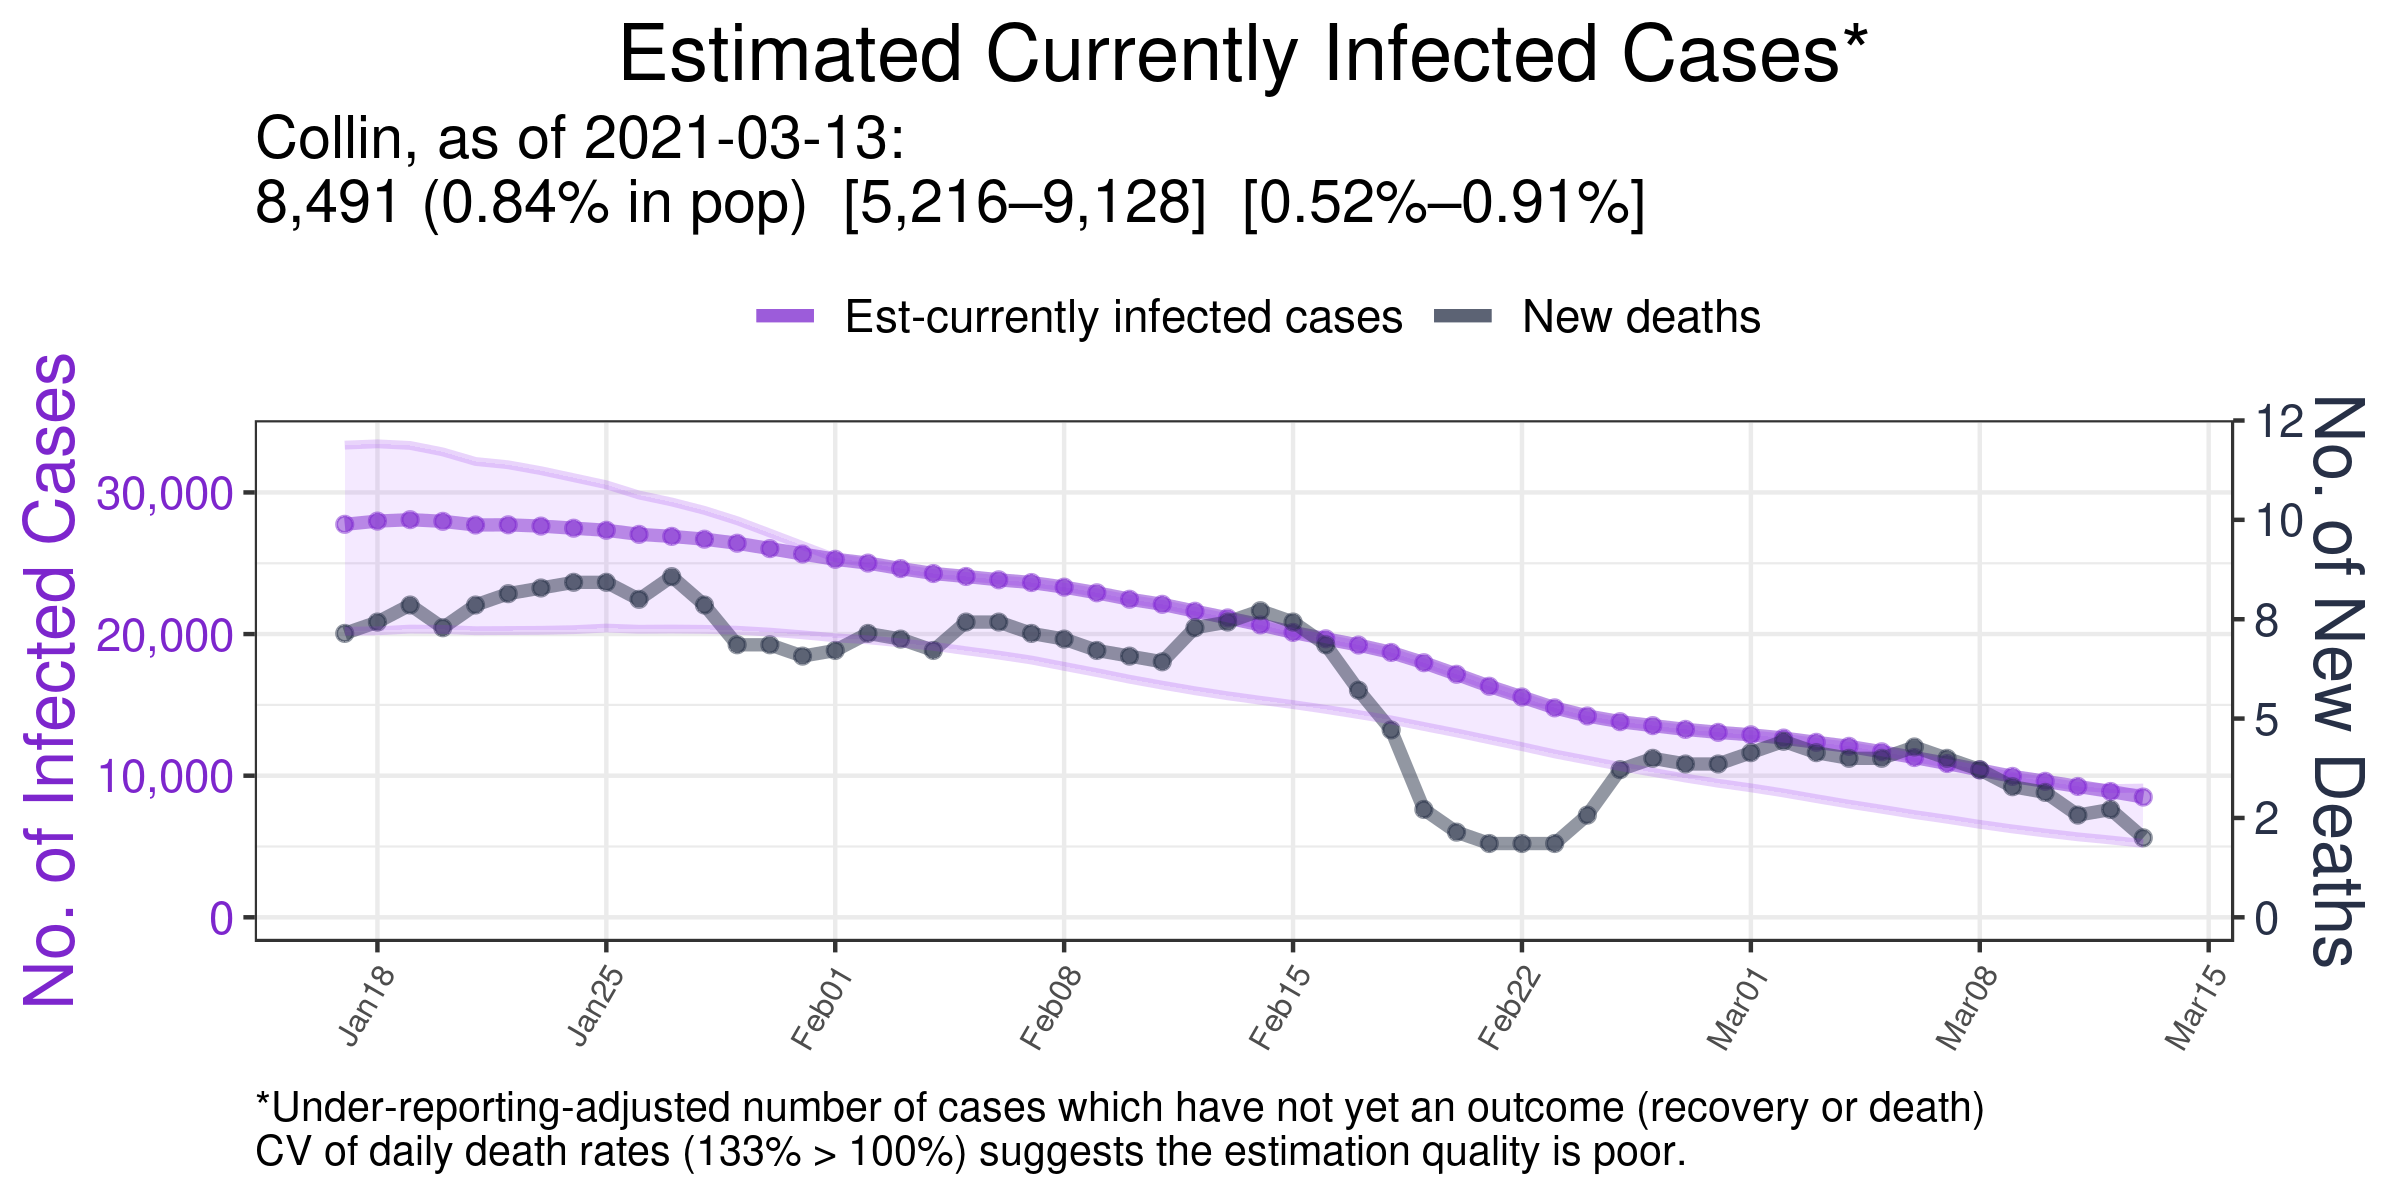 Estimated Currently Infected Cases*
Collin, as of 2021-03-13:
8,491 (0.84% in pop) [5,216–9,128] [0.52%–0.91%]
Est-currently infected cases
New deaths
No. of Infected Cases
30,000
20,000
10,000
0
12
10
8
5
2
0
No. of New Deaths
Jan18
Jan25
Feb01
Feb08
Feb15
Feb22
Mar01
Mar08
Mar15
*Under-reporting-adjusted number of cases which have not yet an outcome (recovery or death)
CV of daily death rates (133% > 100%) suggests the estimation quality is poor.